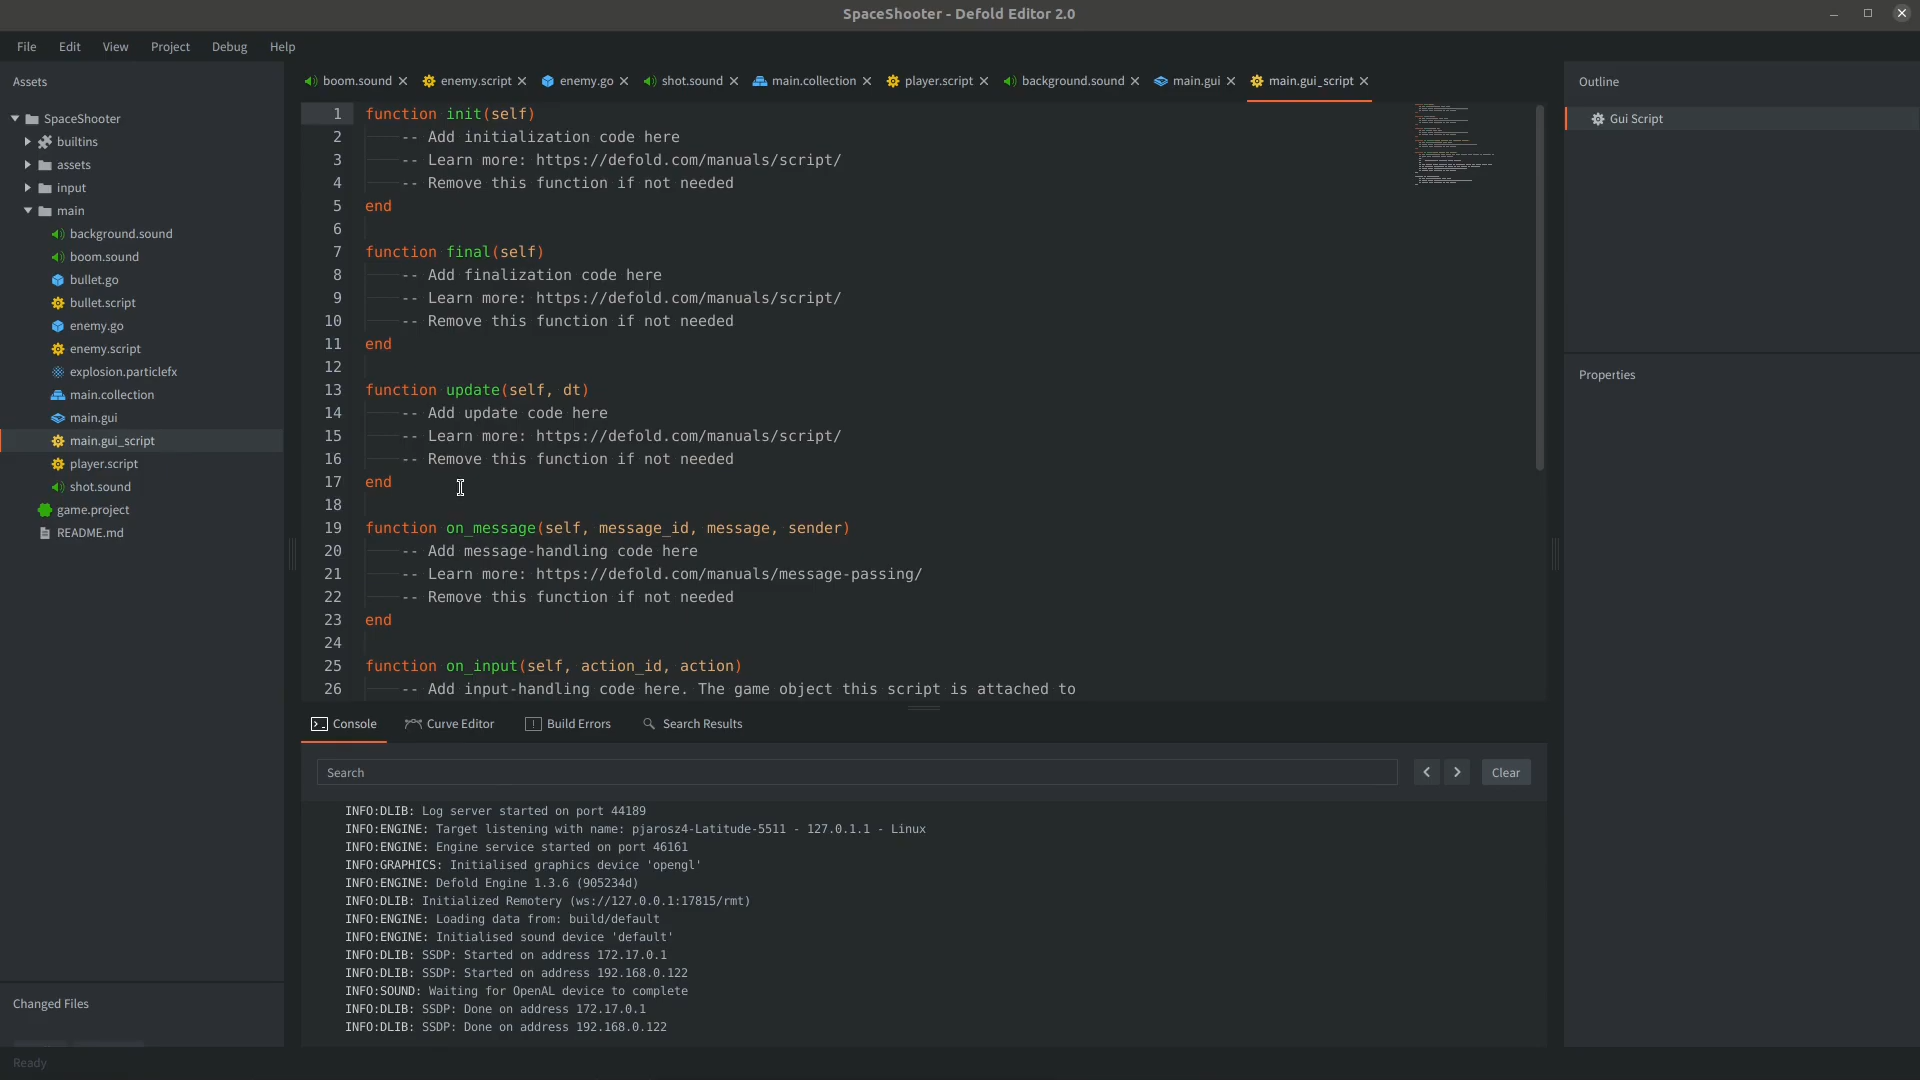 SpaceShooter - Defold Editor 2.0
File Edit View Project Debug Help
Assets
SpaceShooter
builtins
assets
input
main
background.sound
boom.sound
bullet.go
bullet.script
enemy.go
enemy.script
explosion.particlefx
main.collection
main.gui
main.gui_script
player.script
shot.sound
game.project
README.md
Changed Files
Ready
boom.sound enemy.script enemy.go shot.sound main.collection player.script background.sound main.gui main.gui_script
1 function init(self)
2 -- Add initialization code here
3 -- Learn more: https://defold.com/manuals/script/
4 -- Remove this function if not needed
5 end
6
7 function final(self)
8 -- Add finalization code here
9 -- Learn more: https://defold.com/manuals/script/
10 -- Remove this function if not needed
11 end
12
13 function update(self, dt)
14 -- Add update code here
15 -- Learn more: https://defold.com/manuals/script/
16 -- Remove this function if not needed
17 end
18
19 function on_message(self, message_id, message, sender)
20 -- Add message-handling code here
21 -- Learn more: https://defold.com/manuals/message-passing/
22 -- Remove this function if not needed
23 end
24
25 function on_input(self, action_id, action)
26 -- Add input-handling code here. The game object this script is attached to
Console Curve Editor Build Errors Search Results
Search
Clear
INFO:DLIB: Log server started on port 44189
INFO:ENGINE: Target listening with name: pjarosz4-Latitude-5511 - 127.0.1.1 - Linux
INFO:ENGINE: Engine service started on port 46161
INFO:GRAPHICS: Initialised graphics device 'opengl'
INFO:ENGINE: Defold Engine 1.3.6 (905234d)
INFO:DLIB: Initialized Remotery (ws://127.0.0.1:17815/rmt)
INFO:ENGINE: Loading data from: build/default
INFO:ENGINE: Initialised sound device 'default'
INFO:DLIB: SSDP: Started on address 172.17.0.1
INFO:DLIB: SSDP: Started on address 192.168.0.122
INFO:SOUND: Waiting for OpenAL device to complete
INFO:DLIB: SSDP: Done on address 172.17.0.1
INFO:DLIB: SSDP: Done on address 192.168.0.122
Outline
Gui Script
Properties